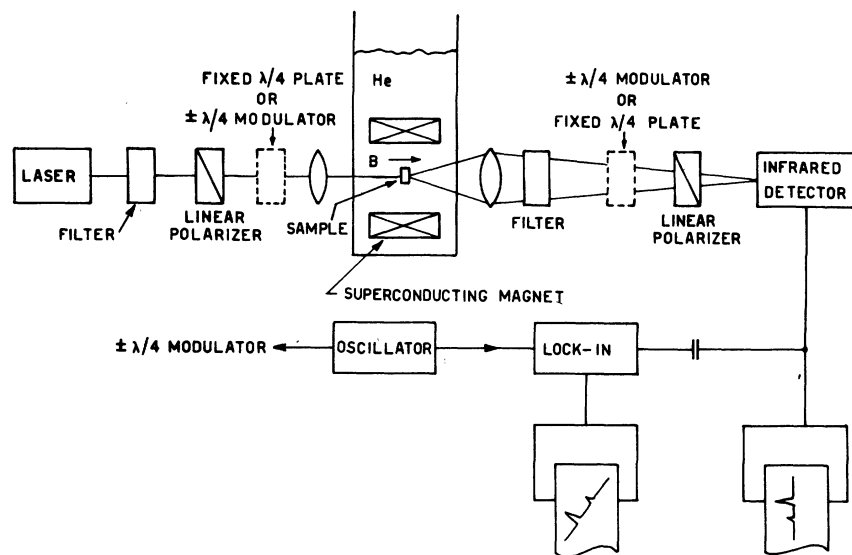 FIXED λ/4 PLATE
OR
±λ/4 MODULATOR
He
±λ/4 MODULATOR
OR
FIXED λ/4 PLATE
B
LASER
INFRARED
DETECTOR
FILTER
LINEAR
POLARIZER
SAMPLE
FILTER
LINEAR
POLARIZER
SUPERCONDUCTING MAGNET
±λ/4 MODULATOR
OSCILLATOR
LOCK-IN